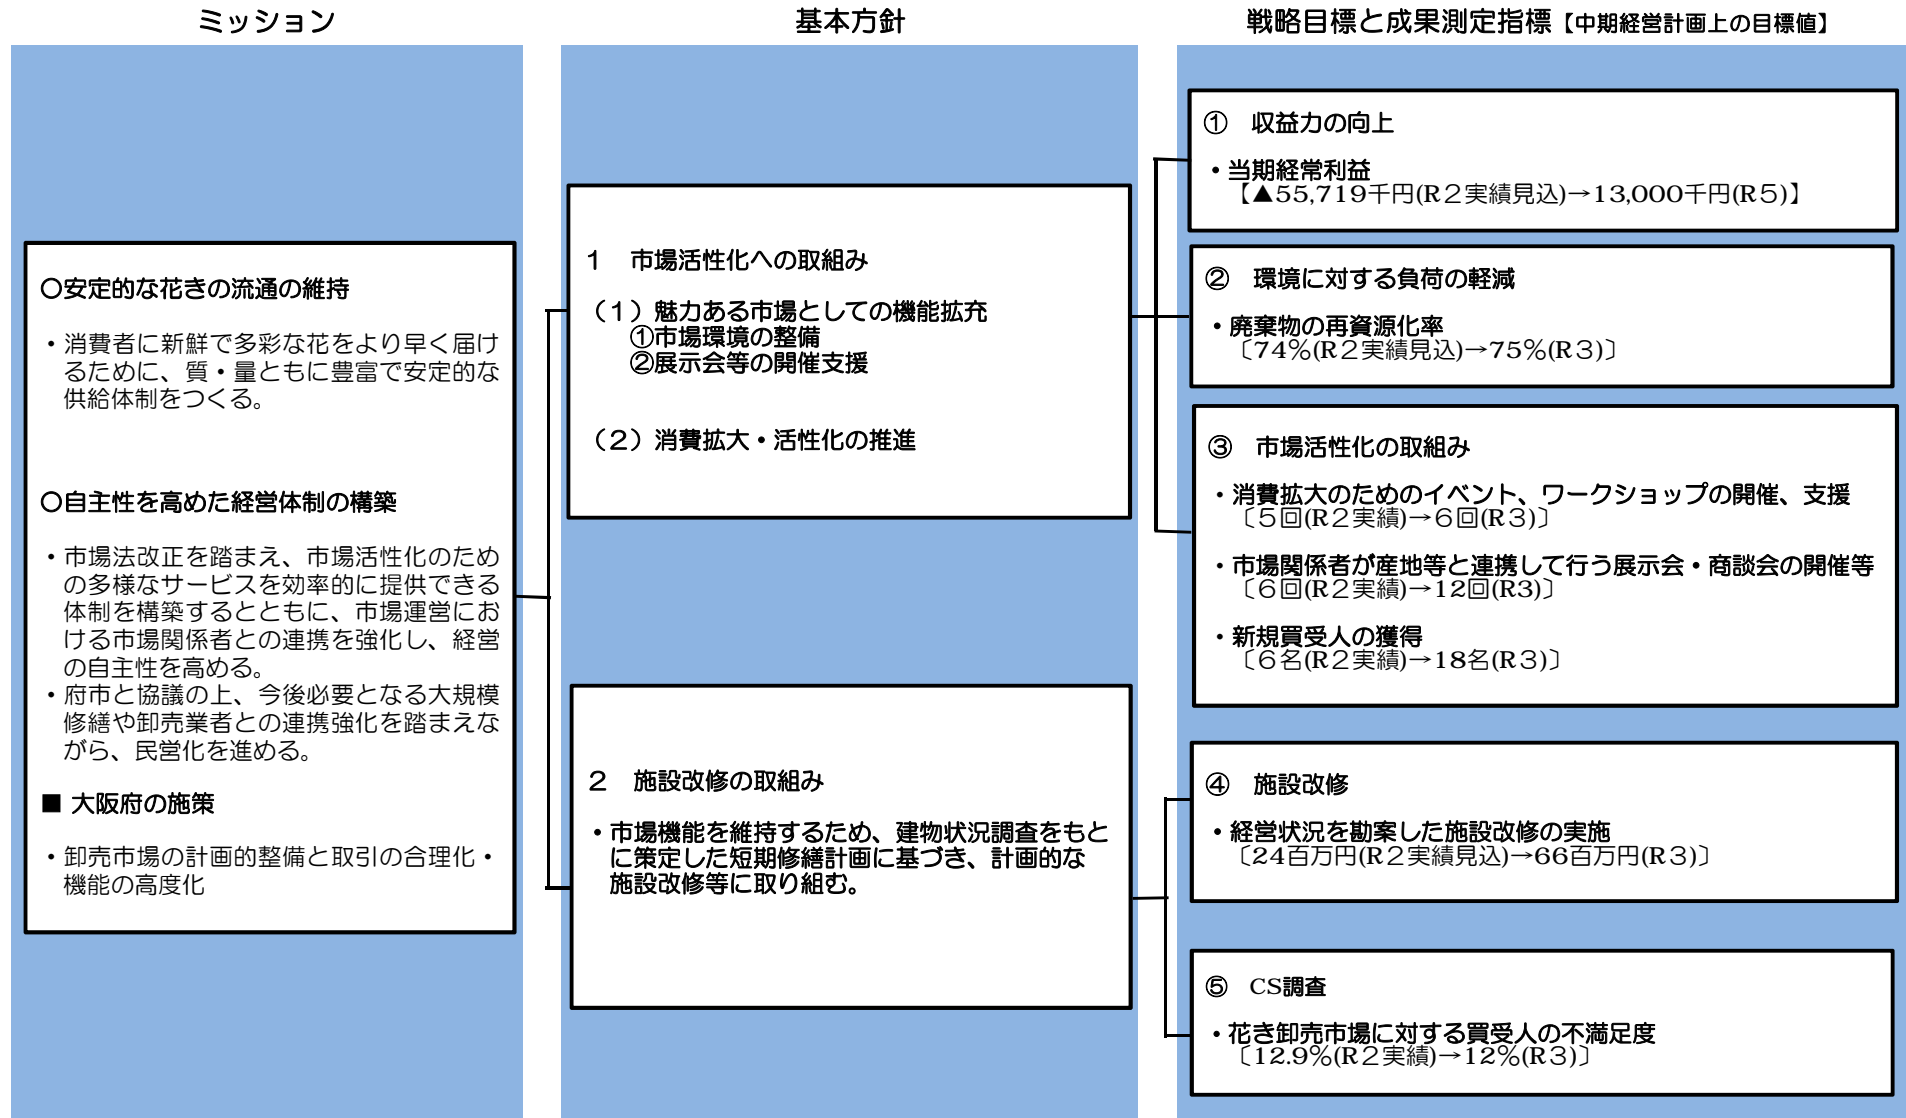 ミッション
○安定的な花きの流通の維持
・消費者に新鮮で多彩な花をより早く届け
るために、質・量ともに豊富で安定的な
供給体制をつくる。
○自主性を高めた経営体制の構築
・市場法改正を踏まえ、市場活性化のため
の多様なサービスを効率的に提供できる
体制を構築するとともに、市場運営にお
ける市場関係者との連携を強化し、経営
の自主性を高める。
・府市と協議の上、今後必要となる大規模
修繕や卸売業者との連携強化を踏まえな
がら、民営化を進める。
■ 大阪府の施策
・卸売市場の計画的整備と取引の合理化・
機能の高度化
基本方針
1　市場活性化への取組み
（１）魅力ある市場としての機能拡充
①市場環境の整備
②展示会等の開催支援
（２）消費拡大・活性化の推進
２　施設改修の取組み
・市場機能を維持するため、建物状況調査をもと
に策定した短期修繕計画に基づき、計画的な
施設改修等に取り組む。
戦略目標と成果測定指標【中期経営計画上の目標値】
①　収益力の向上
・当期経常利益
【▲55,719千円(R２実績見込)→13,000千円(R５)】
②　環境に対する負荷の軽減
・廃棄物の再資源化率
〔74％(R２実績見込)→75％(R３)〕
③　市場活性化の取組み
・消費拡大のためのイベント、ワークショップの開催、支援
〔５回(R２実績)→６回(R３)〕
・市場関係者が産地等と連携して行う展示会・商談会の開催等
〔６回(R２実績)→12回(R3)〕
・新規買受人の獲得
〔６名(R２実績)→18名(R３)〕
④　施設改修
・経営状況を勘案した施設改修の実施
〔24百万円(R２実績見込)→66百万円(R３)〕
⑤　CS調査
・花き卸売市場に対する買受人の不満足度
〔12.9％(R２実績)→12％(R３)〕